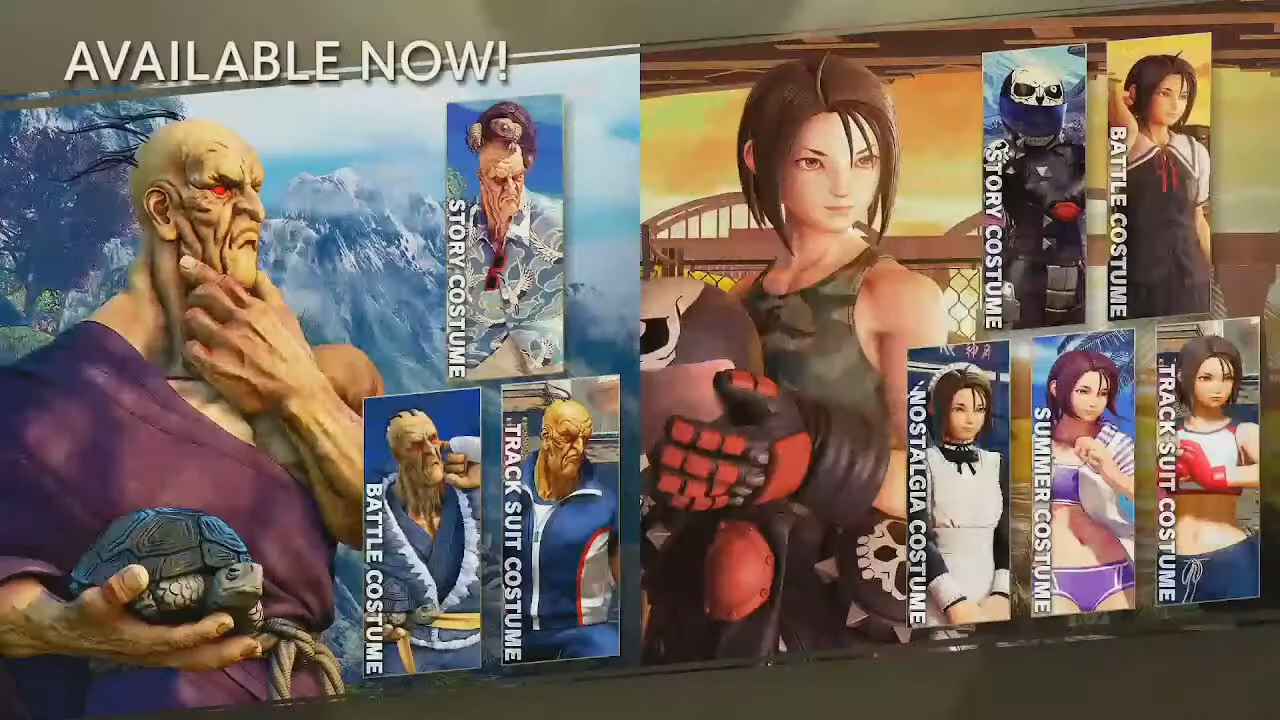 AVAILABLE NOW!
STORY COSTUME
BATTLE COSTUME
TRACK SUIT COSTUME
STORY COSTUME
BATTLE COSTUME
NOSTALGIA COSTUME
SUMMER COSTUME
TRACK SUIT COSTUME